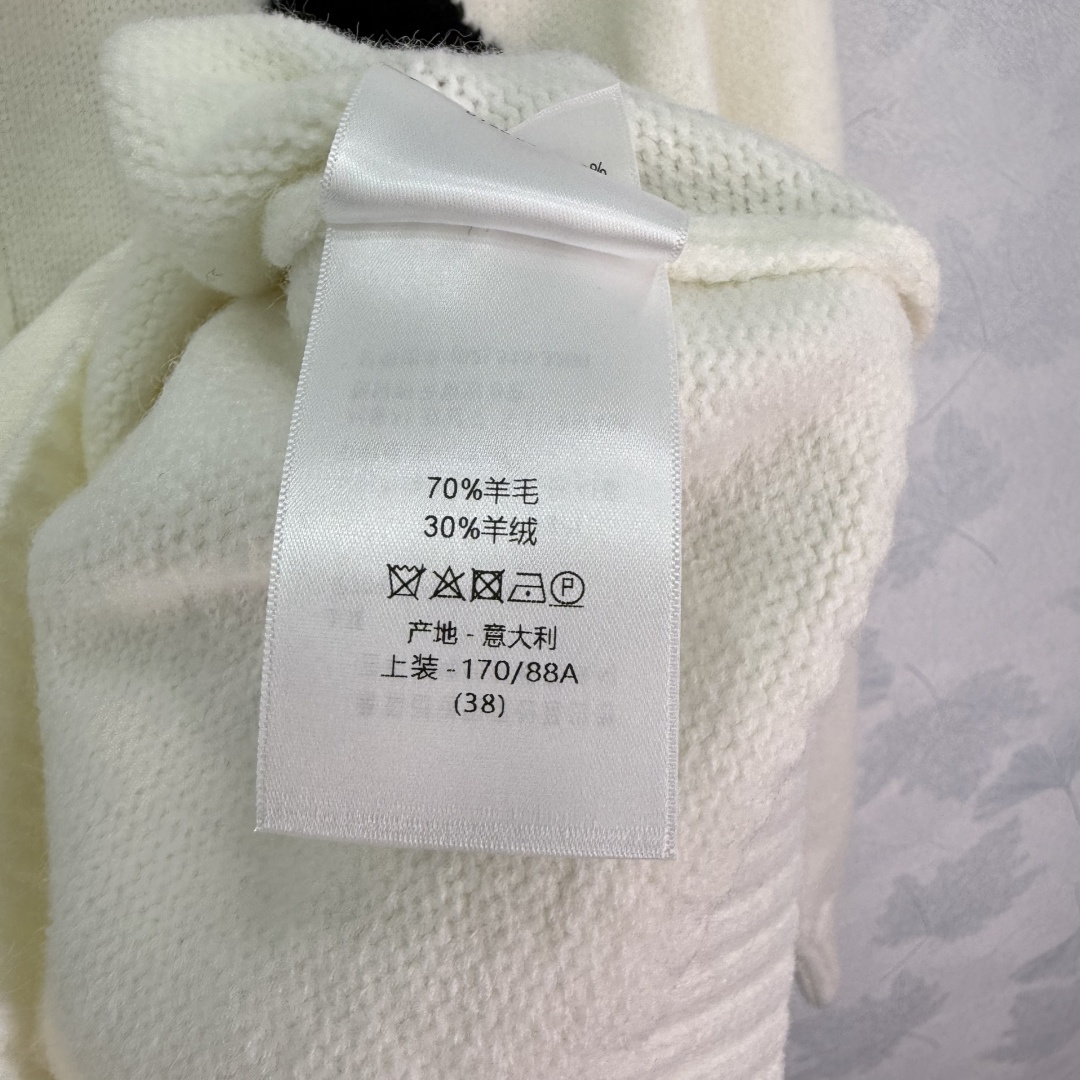 %
70%羊毛
30%羊绒
P
产地 - 意大利
上装 - 170/88A
(38)